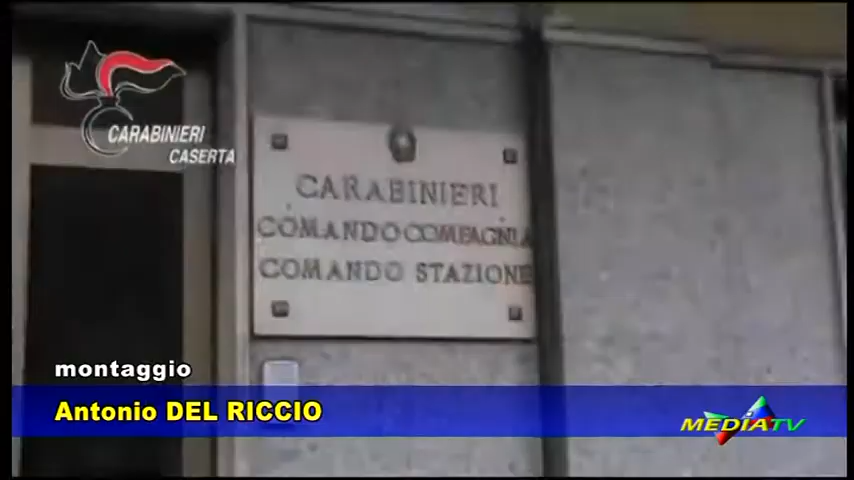 CARABINIERI
CASERTA
CARABINIERI
COMANDO COMPAGNIA
COMANDO STAZIONE
montaggio
Antonio DEL RICCIO
MEDIATV